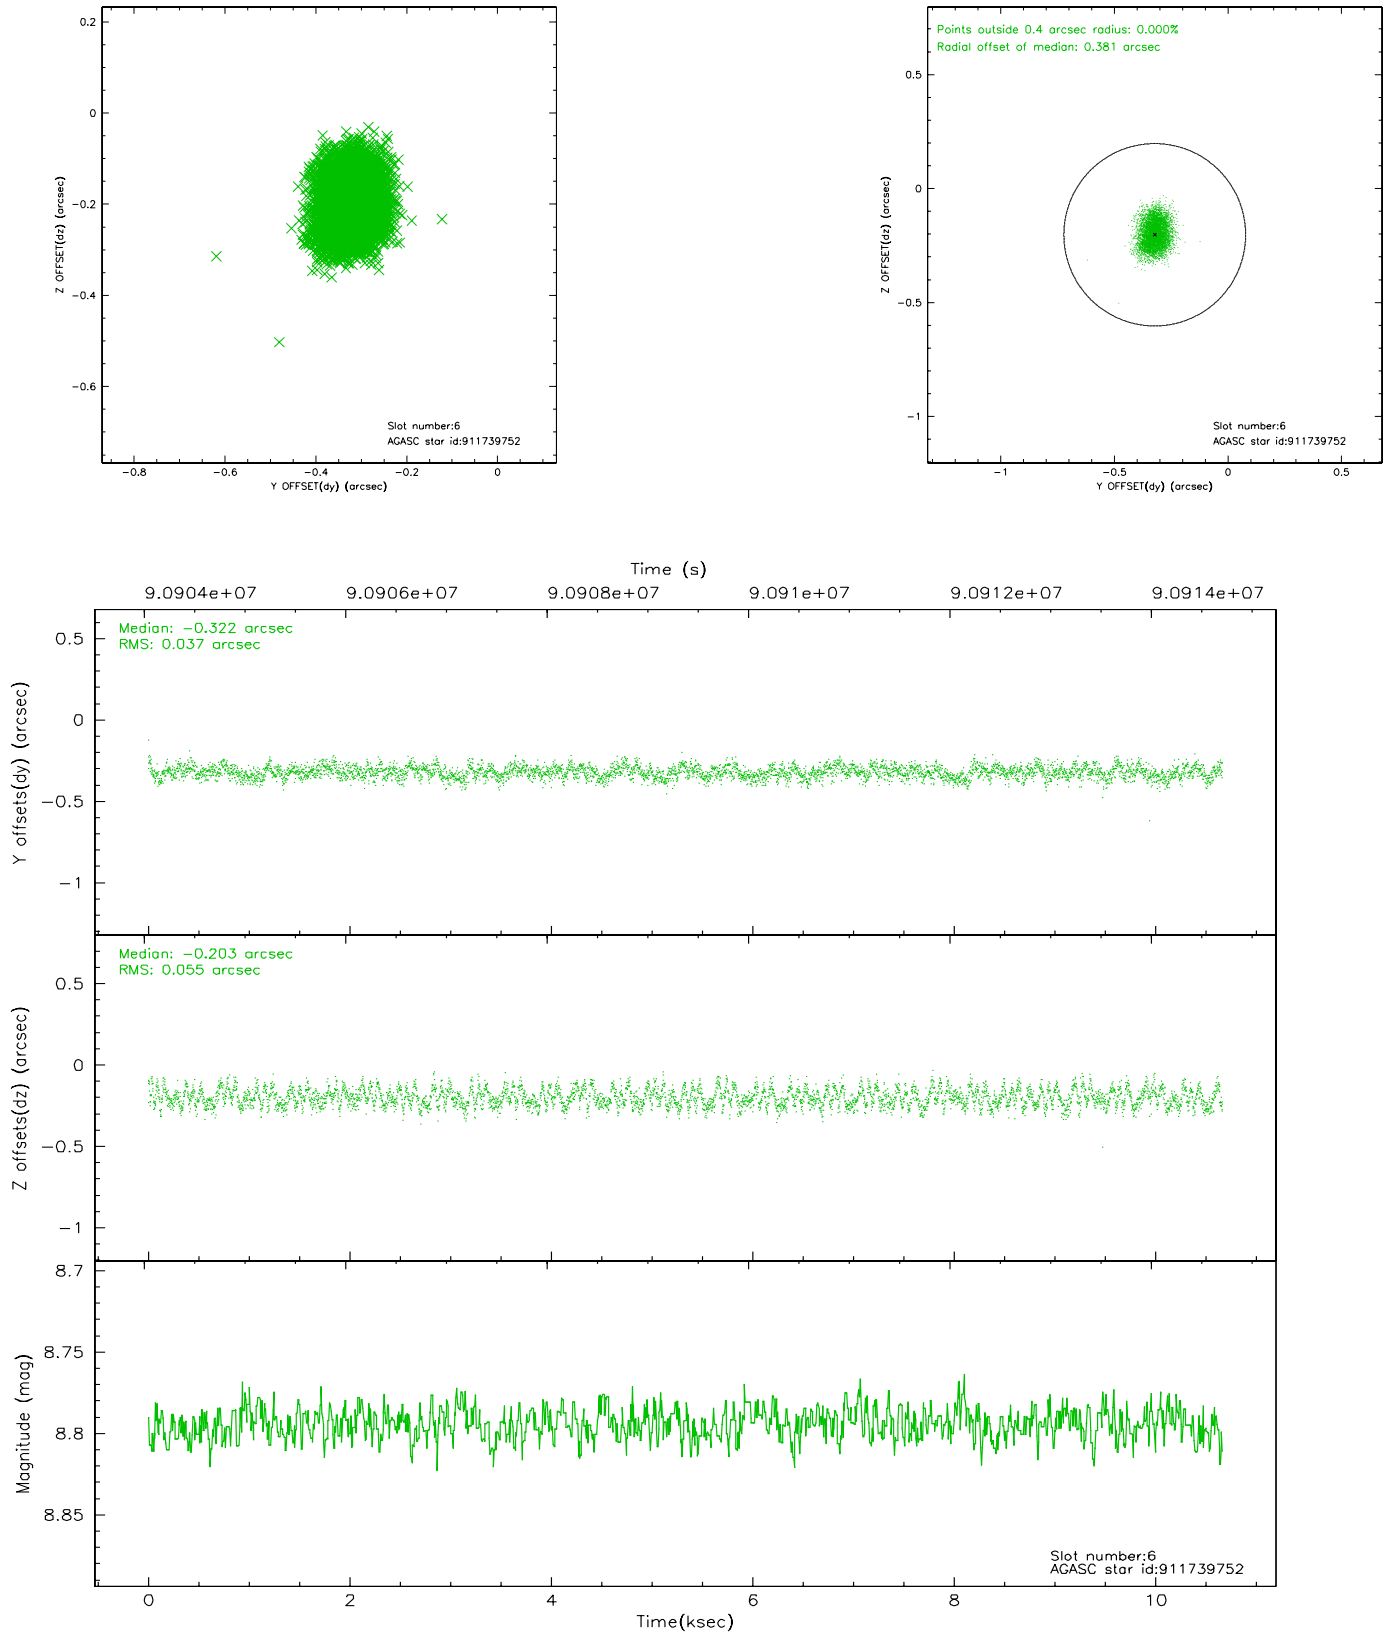 0.2
0
−0.2
−0.4
−0.6
Z OFFSET(dz) (arcsec)
Slot number:6
AGASC star id:911739752
−0.8
−0.6
−0.4
−0.2
0
Y OFFSET(dy) (arcsec)
Points outside 0.4 arcsec radius: 0.000%
Radial offset of median: 0.381 arcsec
0.5
0
−0.5
−1
Z OFFSET(dz) (arcsec)
Slot number:6
AGASC star id:911739752
−1
−0.5
0
0.5
Y OFFSET(dy) (arcsec)
Time (s)
9.0904e+07
9.0906e+07
9.0908e+07
9.091e+07
9.0912e+07
9.0914e+07
Median: −0.322 arcsec
RMS: 0.037 arcsec
0.5
0
−0.5
−1
Y offsets(dy) (arcsec)
Median: −0.203 arcsec
RMS: 0.055 arcsec
0.5
0
−0.5
−1
Z offsets(dz) (arcsec)
8.7
8.75
8.8
8.85
Magnitude (mag)
Slot number:6
AGASC star id:911739752
0
2
4
6
8
10
Time(ksec)